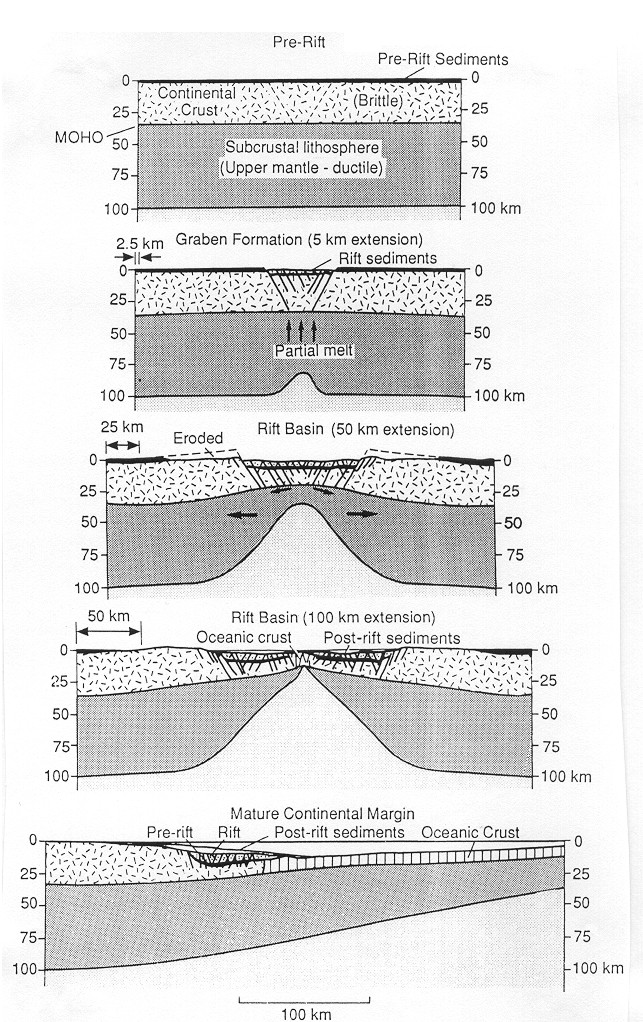 Pre-Rift
Pre-Rift Sediments
0
0
Continental
Crust
(Brittle)
25
25
MOHO
50
50
Subcrustal lithosphere
(Upper mantle - ductile)
75
75
100
100 km
2.5 km
Graben Formation (5 km extension)
Rift sediments
0
0
25
25
50
50
Partial melt
75
75
100
100 km
25 km
Eroded
Rift Basin (50 km extension)
0
0
25
25
50
50
75
75
100
100 km
50 km
Rift Basin (100 km extension)
Oceanic crust
Post-rift sediments
0
0
25
25
50
50
75
75
100
100 km
Mature Continental Margin
Pre-rift
Rift
Post-rift sediments
Oceanic Crust
0
0
25
25
50
50
75
75
100
100 km
100 km